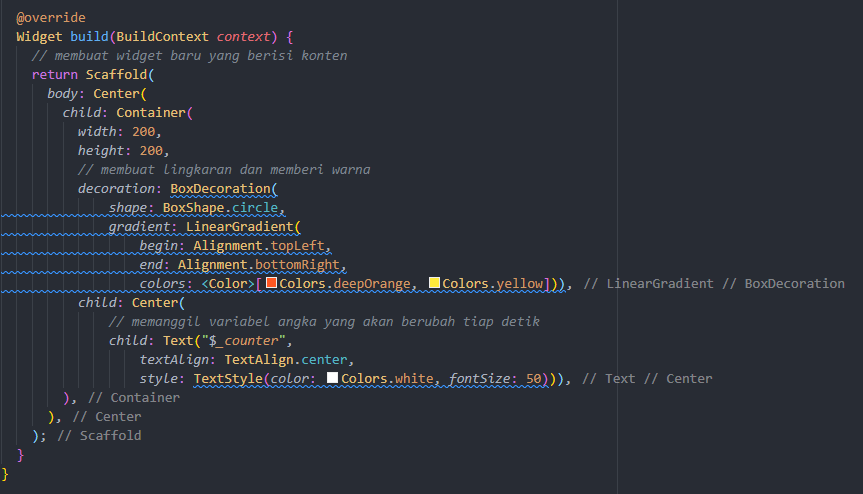 @override
Widget build(BuildContext context) {
// membuat widget baru yang berisi konten
return Scaffold(
body: Center(
child: Container(
width: 200,
height: 200,
// membuat lingkaran dan memberi warna
decoration: BoxDecoration(
shape: BoxShape.circle,
gradient: LinearGradient(
begin: Alignment.topLeft,
end: Alignment.bottomRight,
colors: <Color>[Colors.deepOrange, Colors.yellow])), // LinearGradient // BoxDecoration
child: Center(
// memanggil variabel angka yang akan berubah tiap detik
child: Text("$_counter",
textAlign: TextAlign.center,
style: TextStyle(color: Colors.white, fontSize: 50))), // Text // Center
), // Container
), // Center
); // Scaffold
}
}